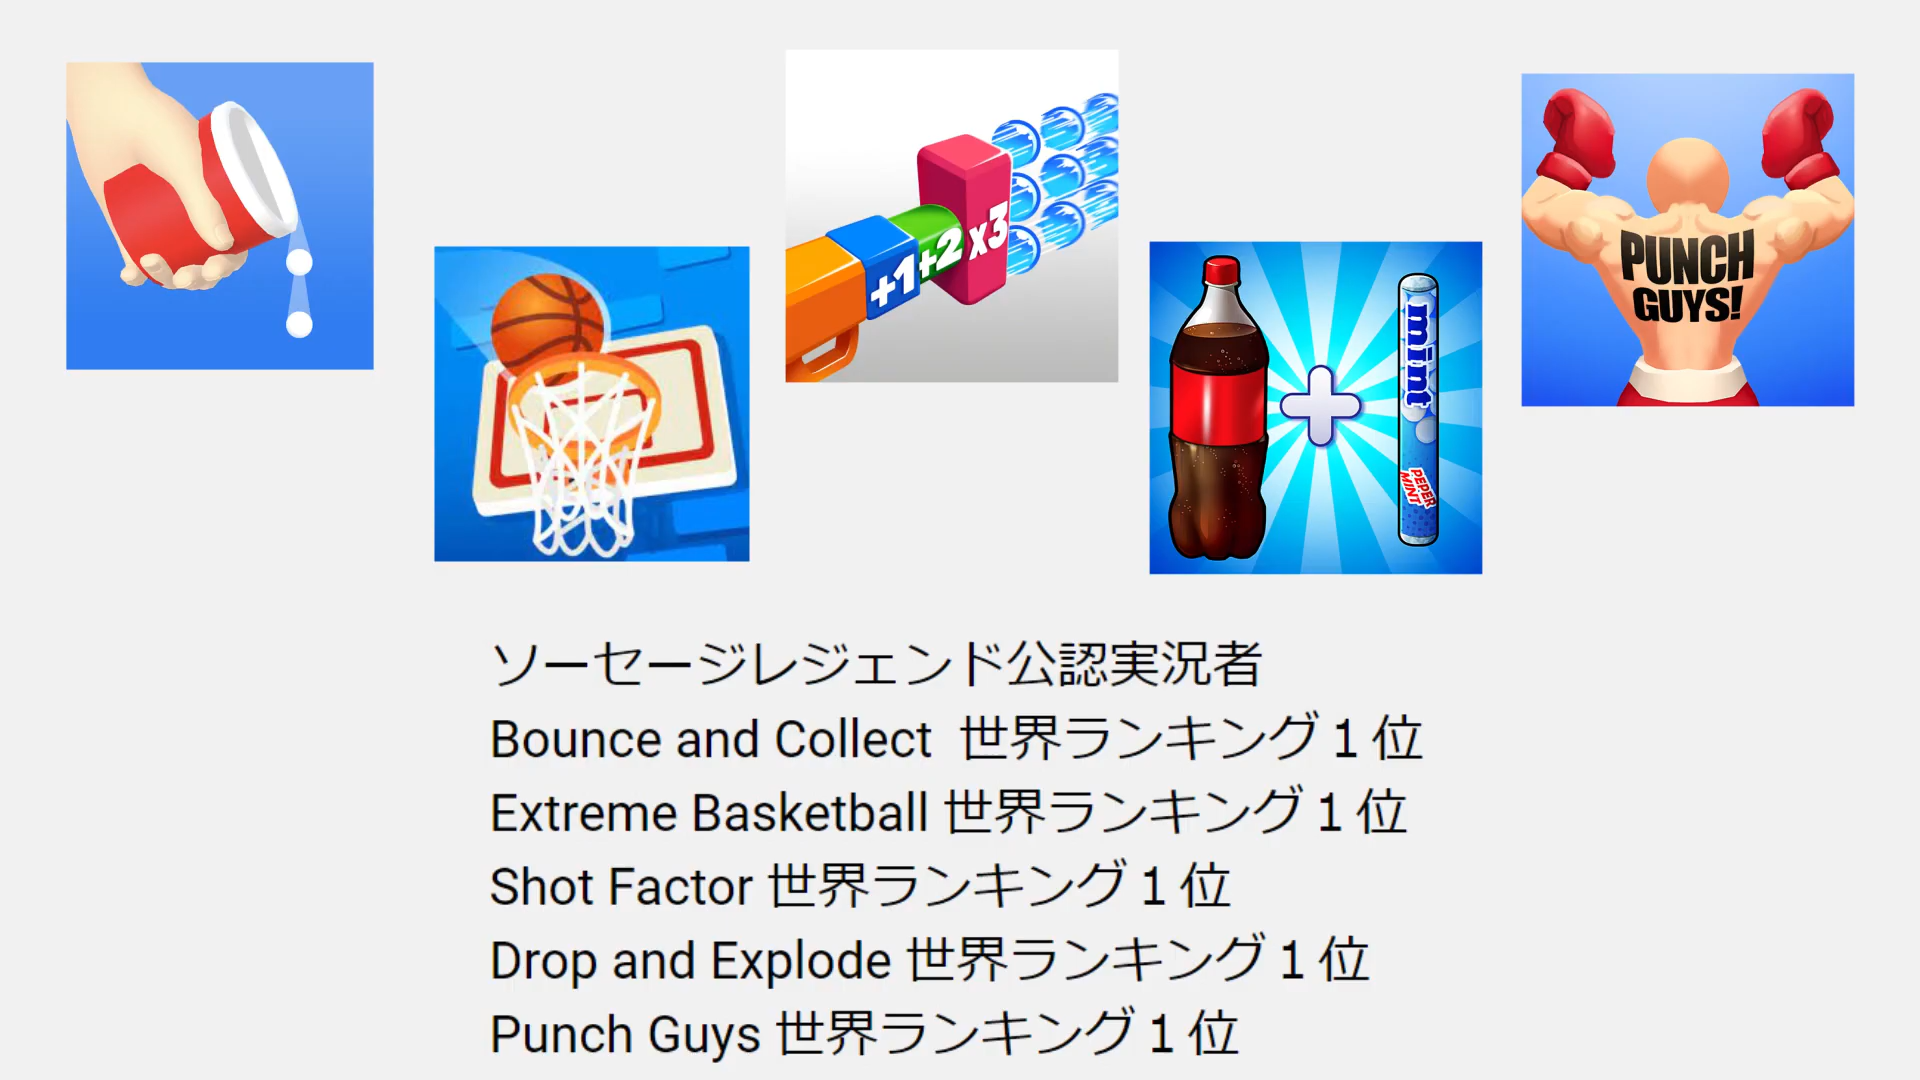 +1
+2
x3
mint
PEPER
MINT
PUNCH
GUYS!
ソーセージレジェンド公認実況者
Bounce and Collect 世界ランキング１位
Extreme Basketball 世界ランキング１位
Shot Factor 世界ランキング１位
Drop and Explode 世界ランキング１位
Punch Guys 世界ランキング１位